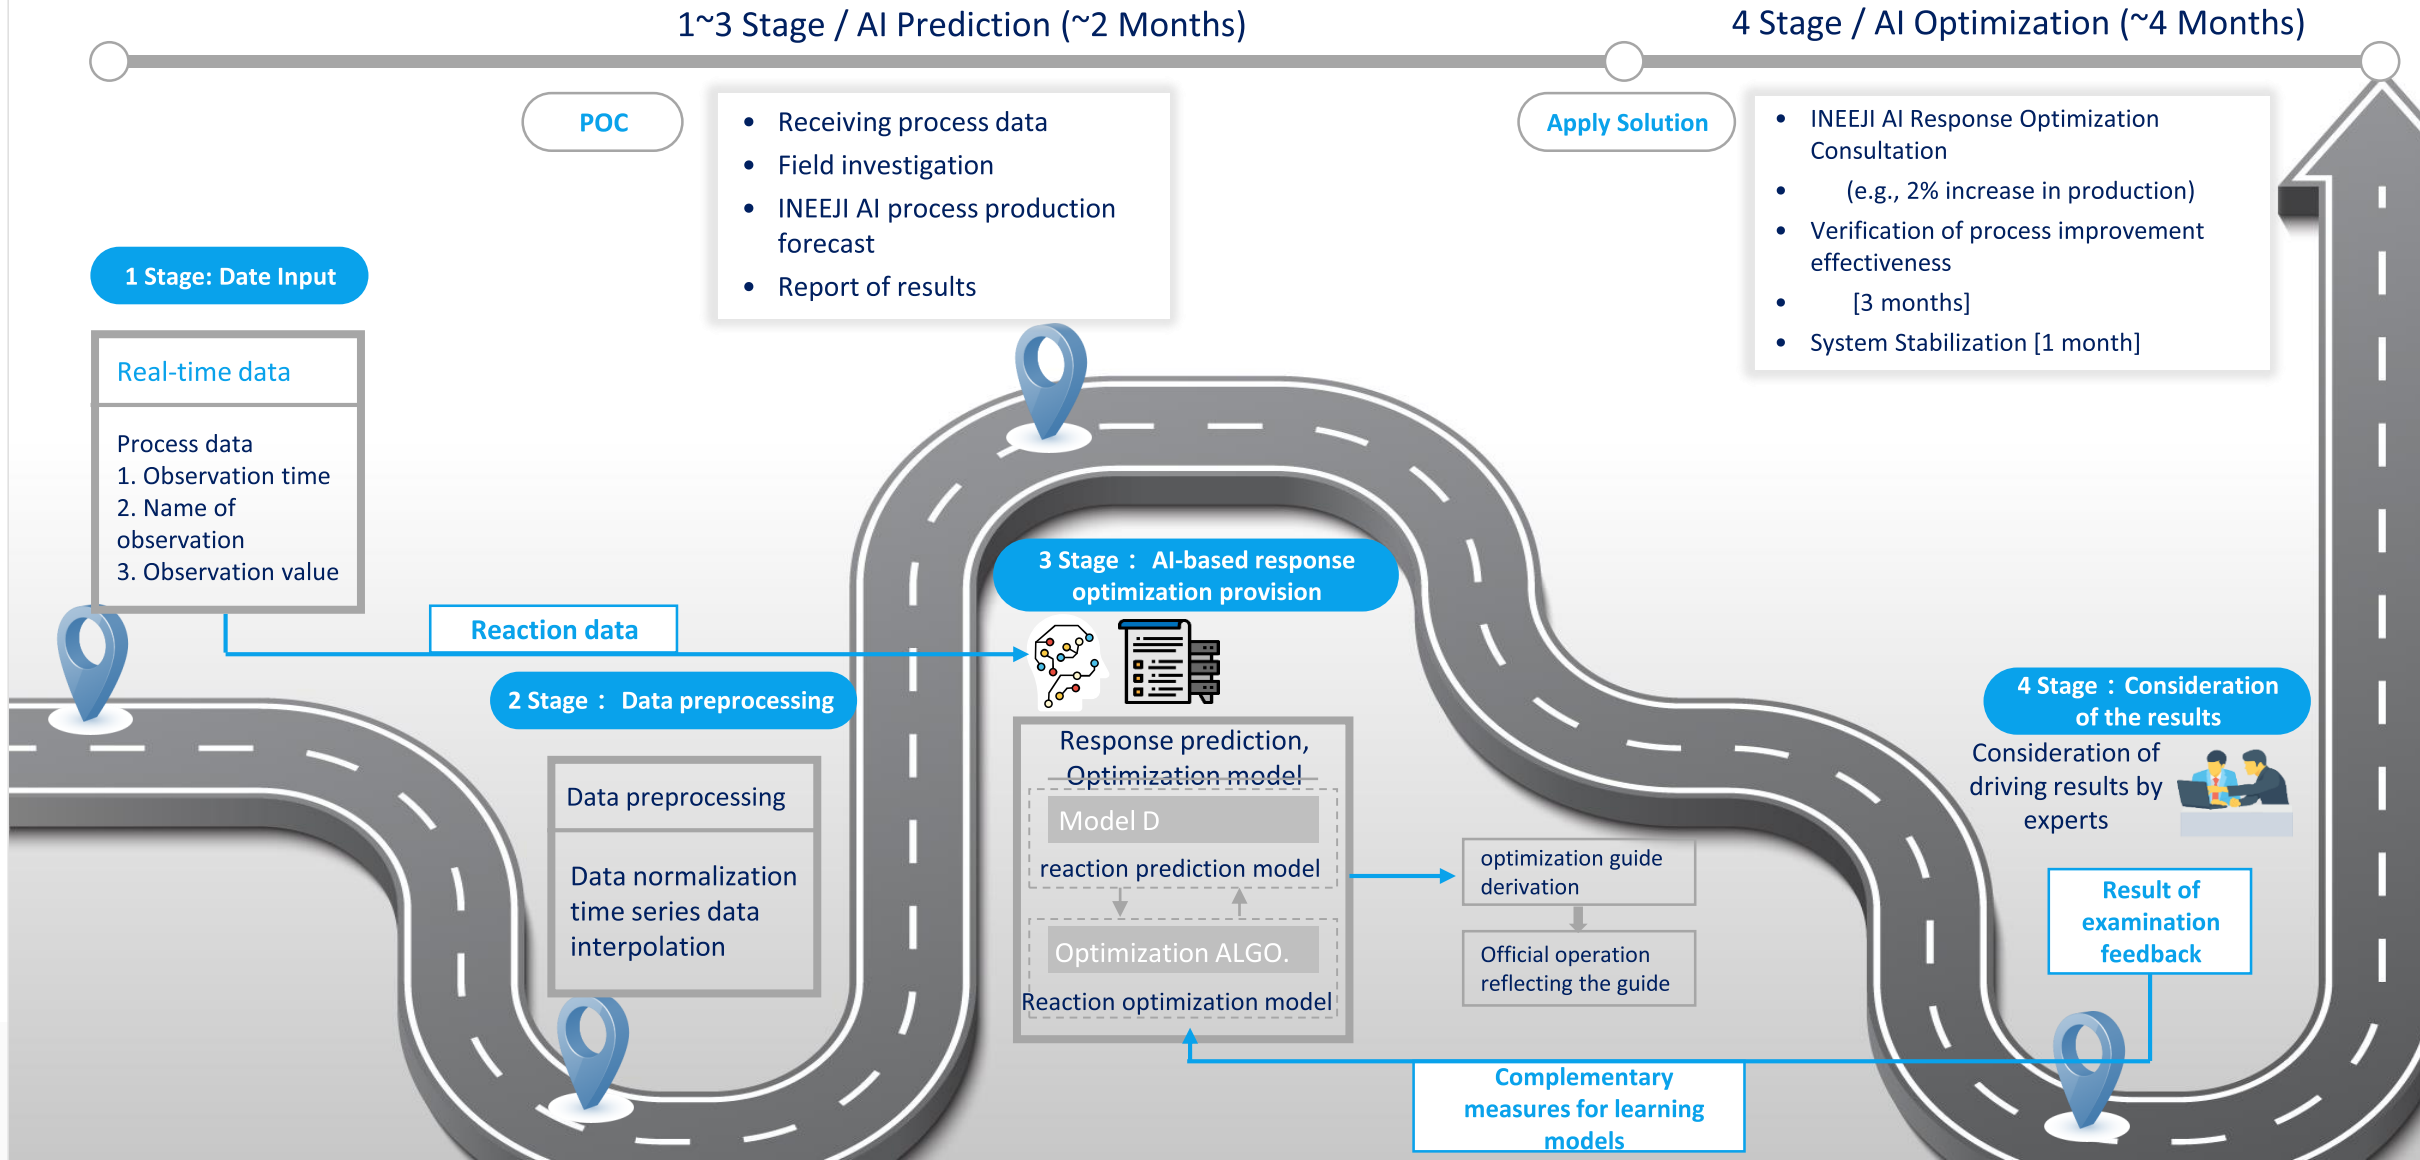 1~3 Stage / AI Prediction (~2 Months)
4 Stage / AI Optimization (~4 Months)
POC
• Receiving process data
• Field investigation
• INEEJI AI process production
forecast
• Report of results
Apply Solution
• INEEJI AI Response Optimization
Consultation
• (e.g., 2% increase in production)
• Verification of process improvement
effectiveness
• [3 months]
• System Stabilization [1 month]
1 Stage: Date Input
Real-time data
Process data
1. Observation time
2. Name of
observation
3. Observation value
Reaction data
2 Stage : Data preprocessing
Data preprocessing
Data normalization
time series data
interpolation
3 Stage : AI-based response
optimization provision
Response prediction,
Optimization model
Model D
reaction prediction model
Optimization ALGO.
Reaction optimization model
optimization guide
derivation
Official operation
reflecting the guide
4 Stage : Consideration
of the results
Consideration of
driving results by
experts
Result of
examination
feedback
Complementary
measures for learning
models